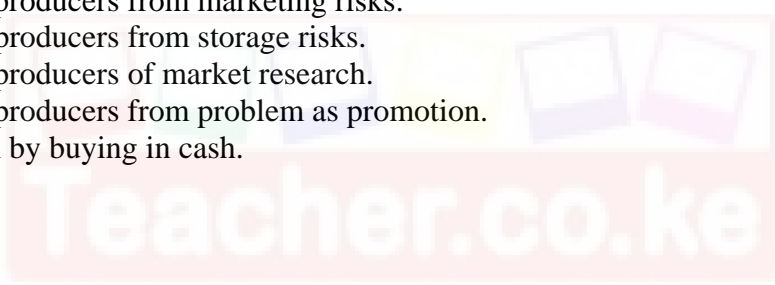 producers from marketing risks.
producers from storage risks.
producers of market research.
producers from problem as promotion.
by buying in cash.
Teacher.co.ke